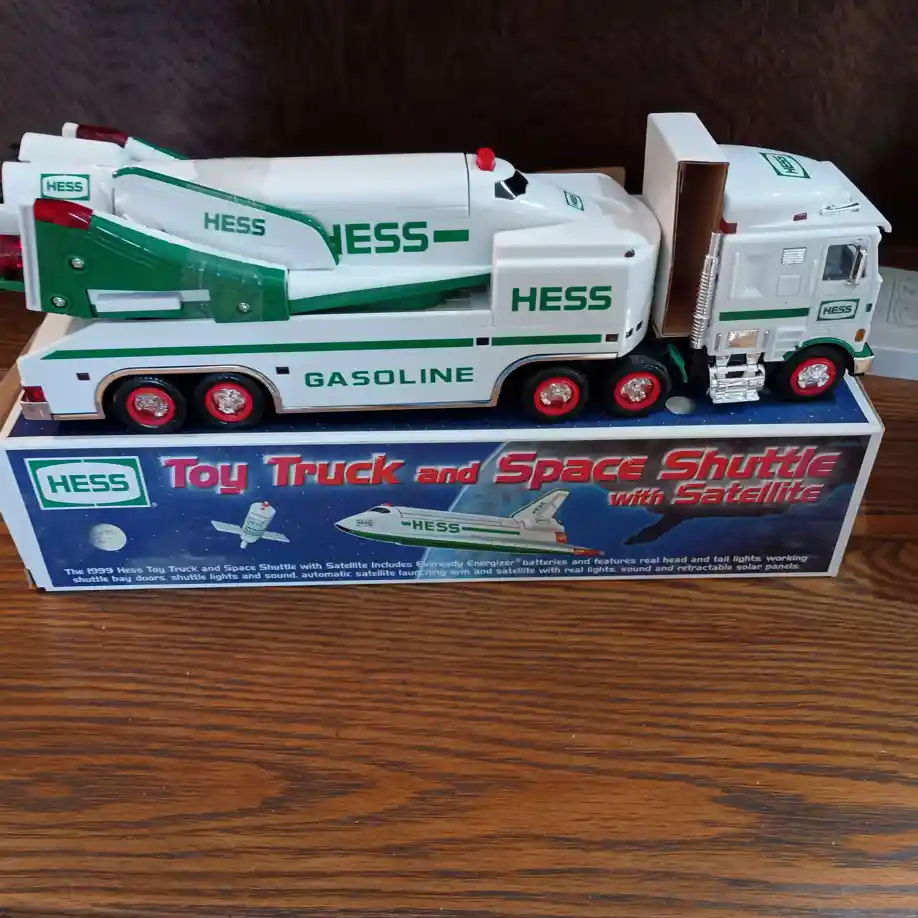 HESS
HESS
HESS
HESS
HESS
HESS
GASOLINE
HESS
Toy Truck and Space Shuttle
with Satellite
HESS
The 1999 Hess Toy Truck and Space Shuttle with Satellite includes Eveready Energizer® batteries and features real head and tail lights, working
shuttle bay doors, shuttle lights and sound, automatic satellite launching arm and satellite with real lights, sound and retractable solar panels.